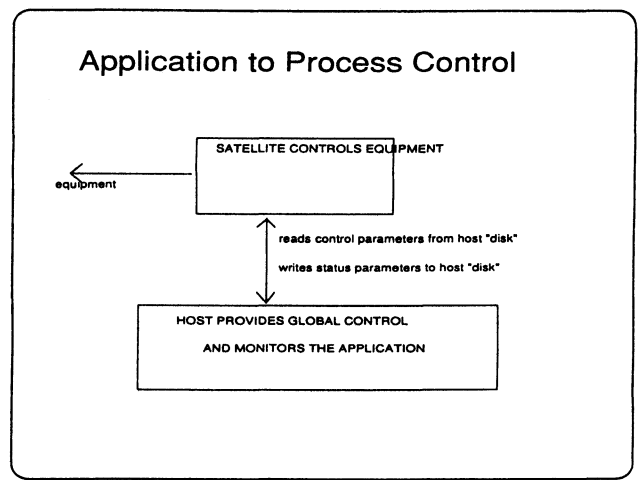 Application to Process Control
SATELLITE CONTROLS EQUIPMENT
equipment
reads control parameters from host "disk"
writes status parameters to host "disk"
HOST PROVIDES GLOBAL CONTROL
AND MONITORS THE APPLICATION